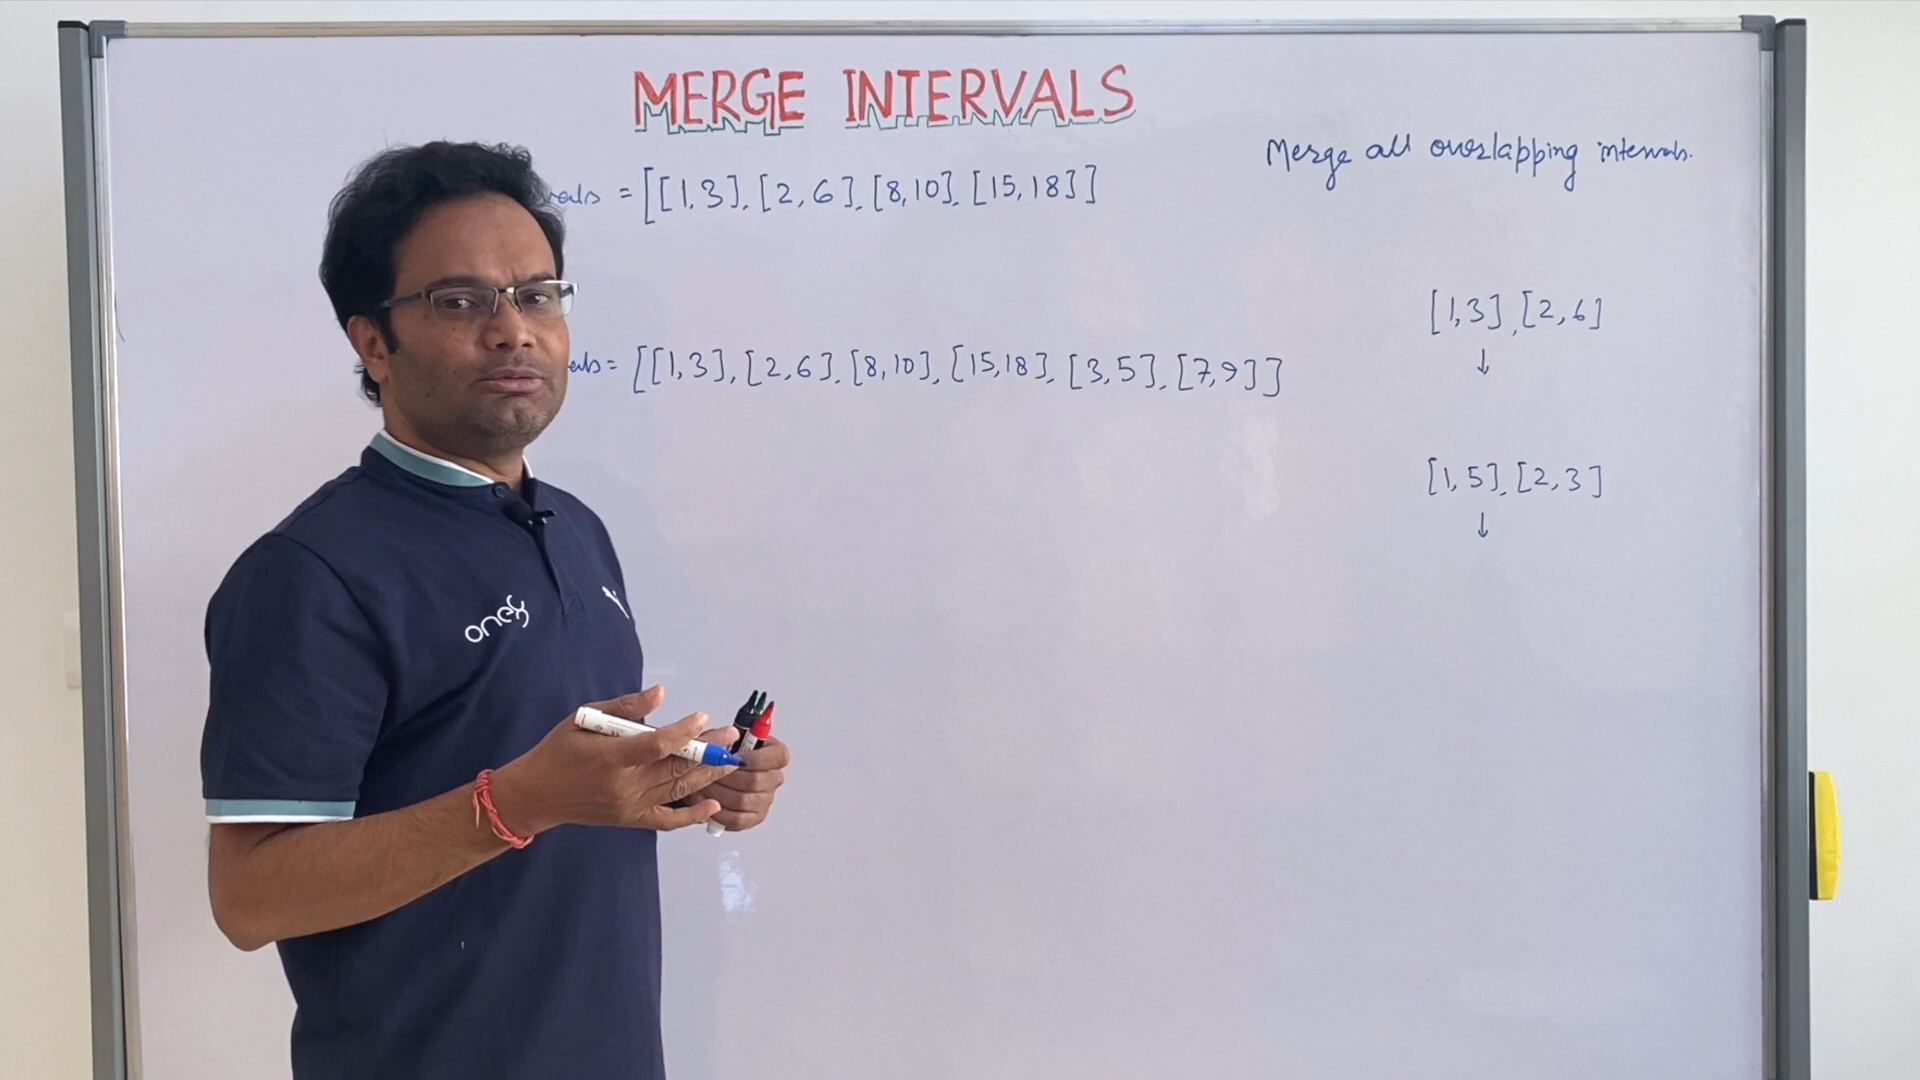 MERGE INTERVALS
Merge all overlapping intervals.
= [[1,3], [2,6], [8,10], [15,18]]
[1,3], [2,6]
↓
= [[1,3], [2,6], [8,10], [15,18], [3,5], [7,9]]
[1,5], [2,3]
↓